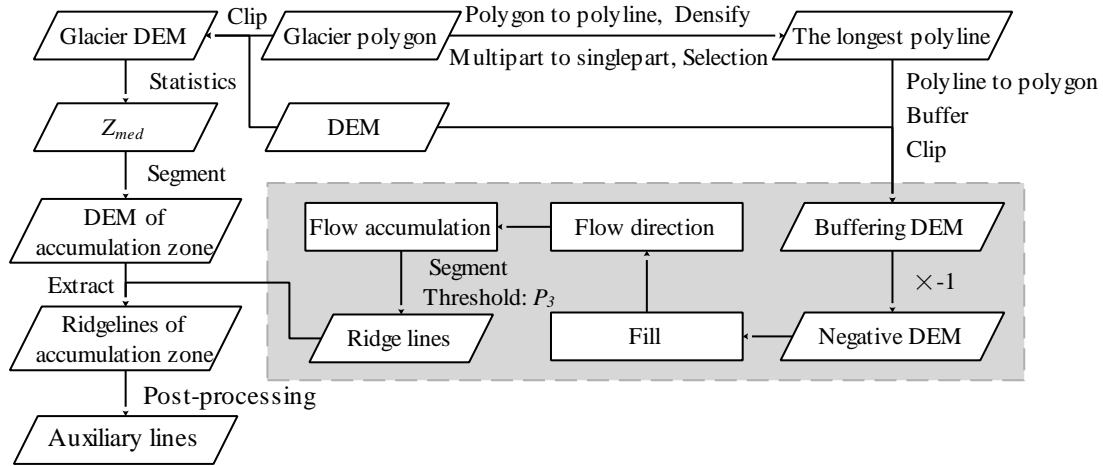 Clip
Polygon to polyline, Densify
Glacier DEM
Glacier polygon
The longest polyline
Multipart to singlepart, Selection
Statistics
Polyline to polygon
Buffer
Clip
Z_med
DEM
Segment
DEM of
accumulation zone
Flow accumulation
Flow direction
Buffering DEM
Extract
Segment
Threshold: P_3
×-1
Ridgelines of
accumulation zone
Ridge lines
Fill
Negative DEM
Post-processing
Auxiliary lines